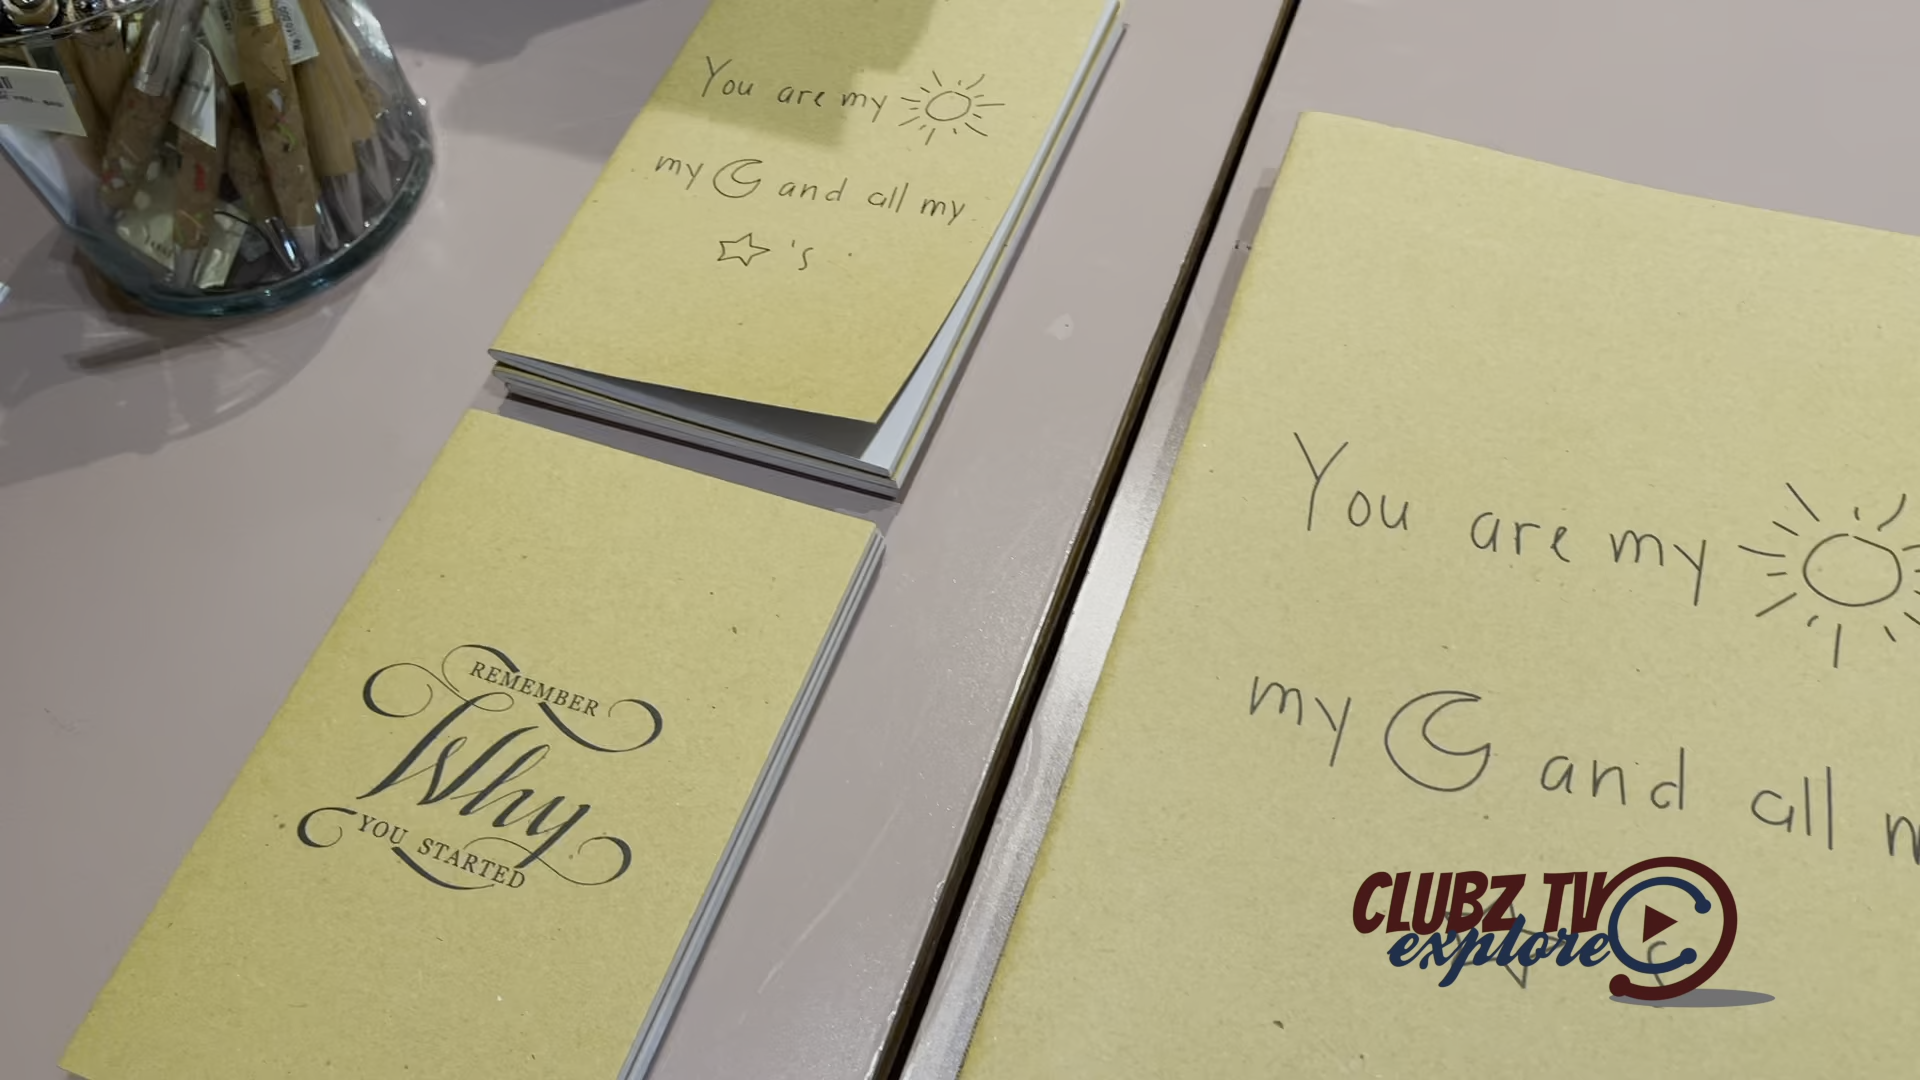 You are my
my and all my
's
REMEMBER
Why
YOU STARTED
You are my
my and all
CLUBZ TV
explore